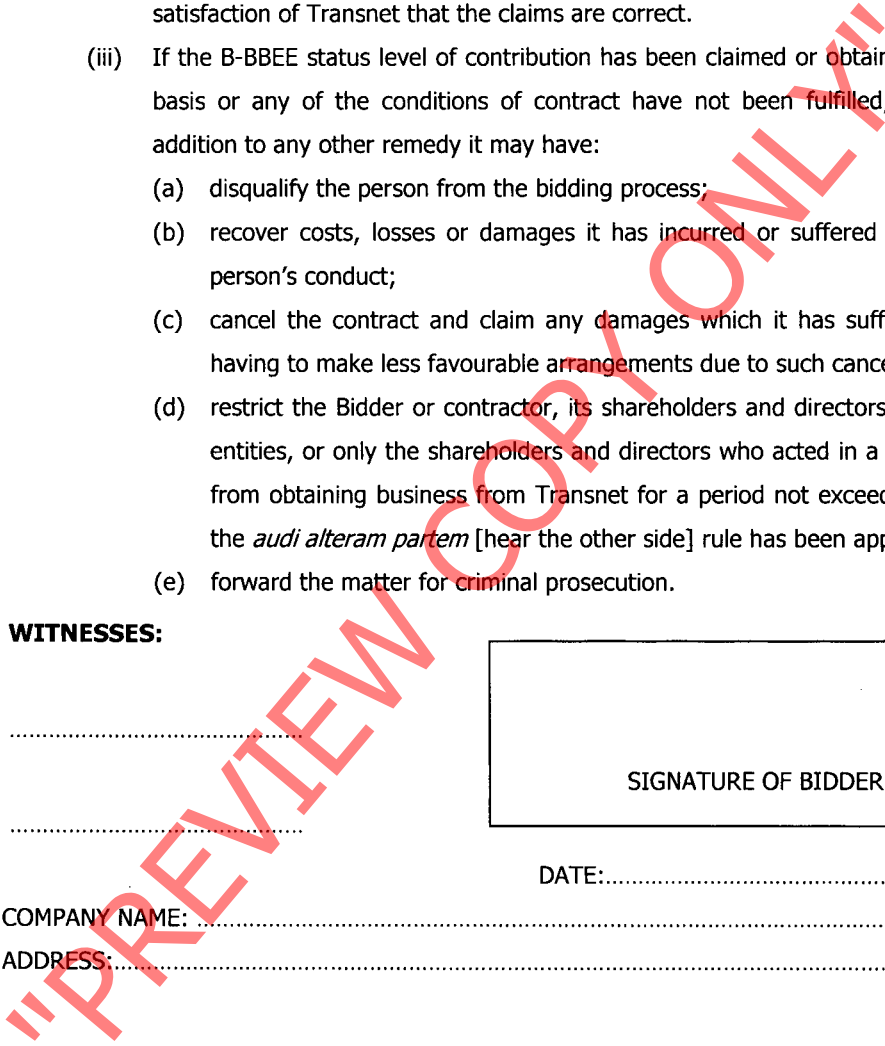 satisfaction of Transnet that the claims are correct.
(iii) If the B-BBEE status level of contribution has been claimed or obtain
basis or any of the conditions of contract have not been fulfilled,
addition to any other remedy it may have:
(a) disqualify the person from the bidding process;
(b) recover costs, losses or damages it has incurred or suffered
person's conduct;
(c) cancel the contract and claim any damages which it has suff
having to make less favourable arrangements due to such cance
(d) restrict the Bidder or contractor, its shareholders and directors
entities, or only the shareholders and directors who acted in a
from obtaining business from Transnet for a period not exceed
the audi alteram partem [hear the other side] rule has been app
(e) forward the matter for criminal prosecution.
WITNESSES:
..............................................
SIGNATURE OF BIDDER
..............................................
DATE:..............................................
COMPANY NAME: ..............................................
ADDRESS:..............................................
"PREVIEW COPY ONLY"